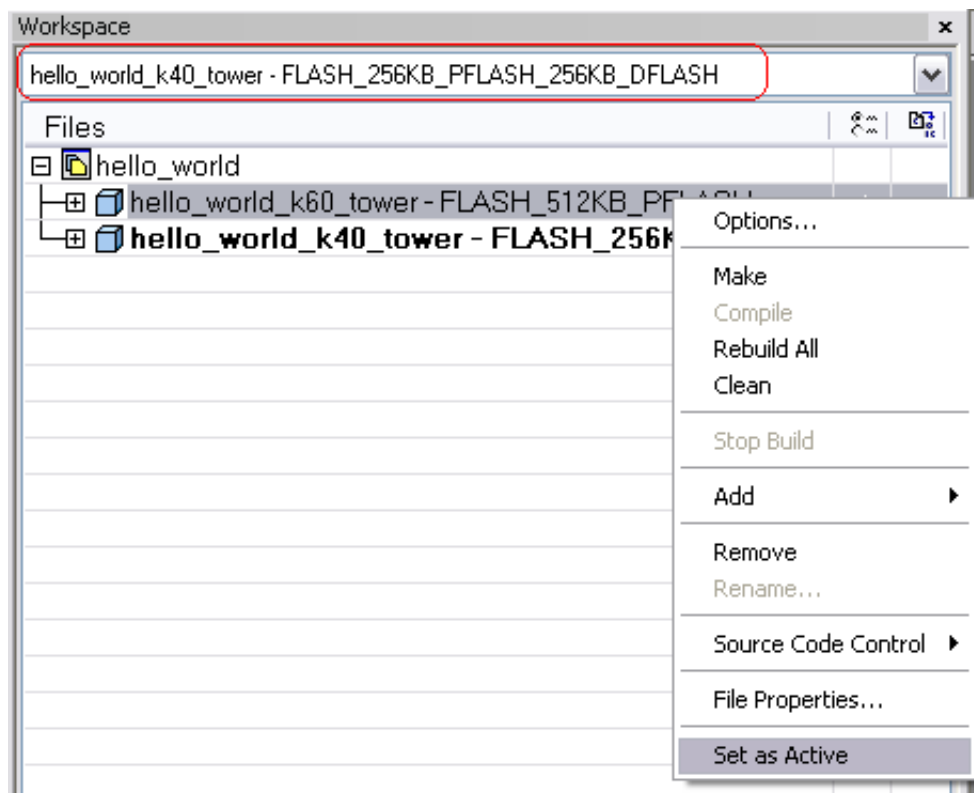 Workspace
hello_world_k40_tower - FLASH_256KB_PFLASH_256KB_DFLASH
Files
hello_world
hello_world_k60_tower - FLASH_512KB_PFLASH
hello_world_k40_tower - FLASH_256K
Options...
Make
Compile
Rebuild All
Clean
Stop Build
Add
Remove
Rename...
Source Code Control
File Properties...
Set as Active